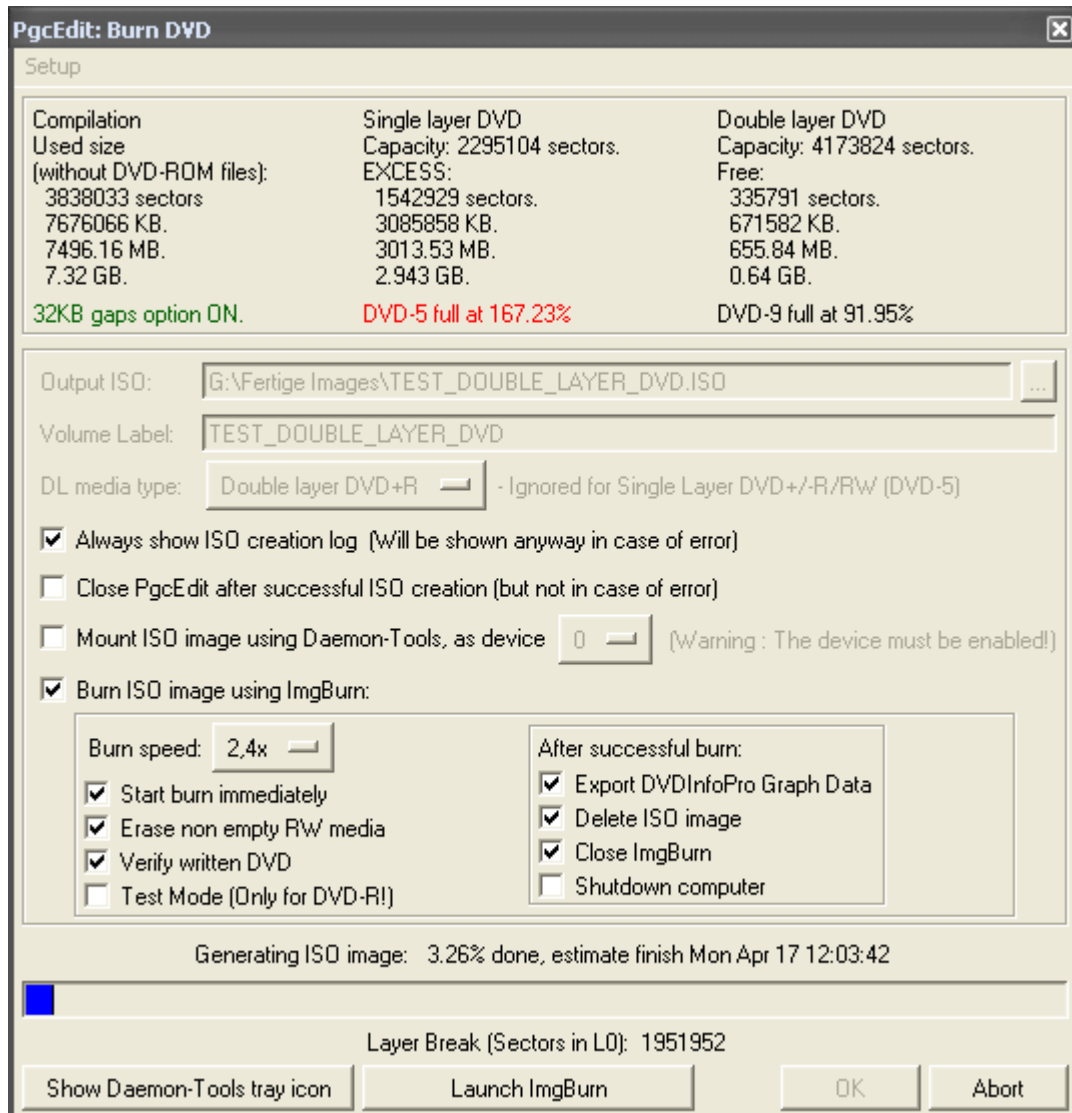 PgcEdit: Burn DVD
Setup
Compilation
Used size
(without DVD-ROM files):
3838033 sectors
7676066 KB.
7496.16 MB.
7.32 GB.
32KB gaps option ON.
Single layer DVD
Capacity: 2295104 sectors.
EXCESS:
1542929 sectors.
3085858 KB.
3013.53 MB.
2.943 GB.
DVD-5 full at 167.23%
Double layer DVD
Capacity: 4173824 sectors.
Free:
335791 sectors.
671582 KB.
655.84 MB.
0.64 GB.
DVD-9 full at 91.95%
Output ISO: G:\Fertige Images\TEST_DOUBLE_LAYER_DVD.ISO ...
Volume Label: TEST_DOUBLE_LAYER_DVD
DL media type: Double layer DVD+R - Ignored for Single Layer DVD+/-R/RW (DVD-5)
Always show ISO creation log (Will be shown anyway in case of error)
Close PgcEdit after successful ISO creation (but not in case of error)
Mount ISO image using Daemon-Tools, as device 0 (Warning : The device must be enabled!)
Burn ISO image using ImgBurn:
Burn speed: 2,4x
Start burn immediately
Erase non empty RW media
Verify written DVD
Test Mode (Only for DVD-R!)
After successful burn:
Export DVDInfoPro Graph Data
Delete ISO image
Close ImgBurn
Shutdown computer
Generating ISO image: 3.26% done, estimate finish Mon Apr 17 12:03:42
Layer Break (Sectors in L0): 1951952
Show Daemon-Tools tray icon Launch ImgBurn OK Abort